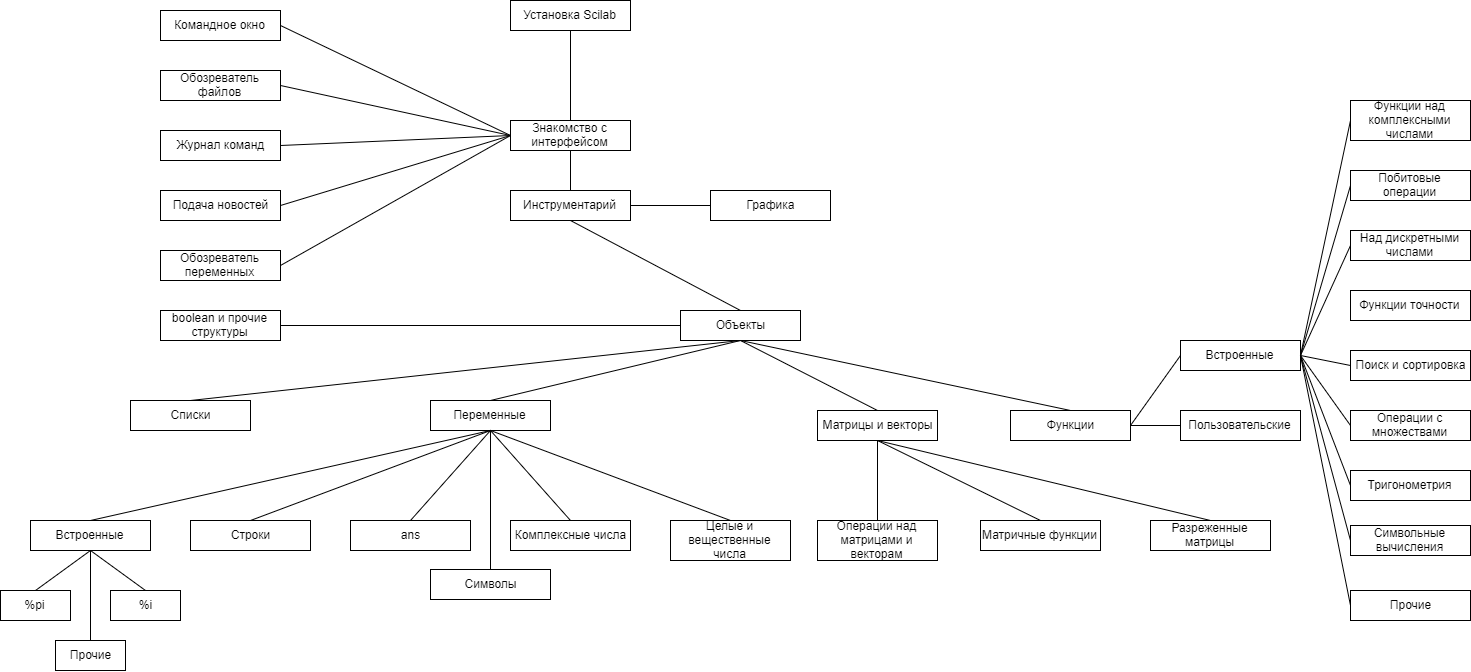 Установка Scilab
Командное окно
Обозреватель
файлов
Журнал команд
Подача новостей
Обозреватель
переменных
boolean и прочие
структуры
Знакомство с
интерфейсом
Инструментарий
Графика
Объекты
Списки
Переменные
Матрицы и векторы
Функции
Встроенные
Пользовательские
Функции над
комплексными
числами
Побитовые
операции
Над дискретными
числами
Функции точности
Поиск и сортировка
Операции с
множествами
Тригонометрия
Символьные
вычисления
Прочие
Встроенные
Строки
ans
Комплексные числа
Целые и
вещественные
числа
Символы
Операции над
матрицами и
векторам
Матричные функции
Разреженные
матрицы
%pi
%i
Прочие